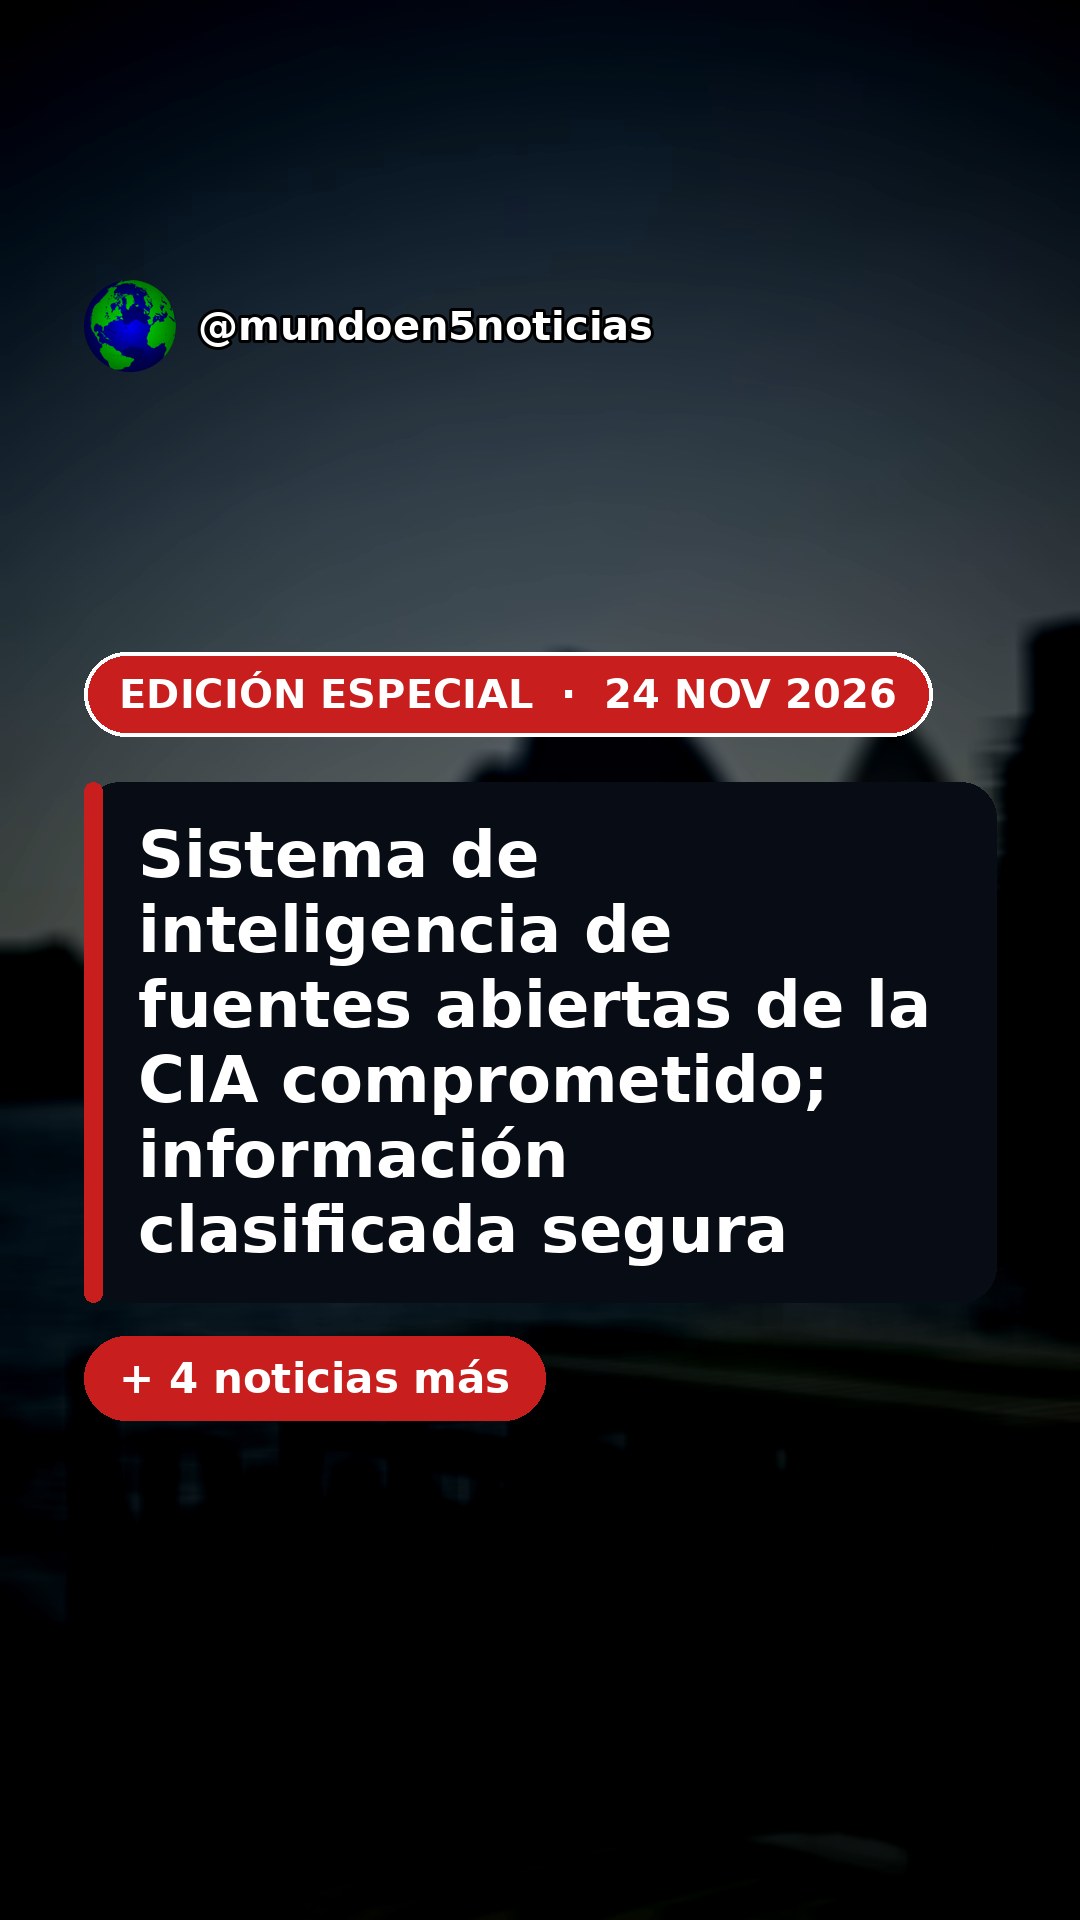 @mundoen5noticias
EDICIÓN ESPECIAL · 24 NOV 2026
Sistema de
inteligencia de
fuentes abiertas de la
CIA comprometido;
información
clasificada segura
+ 4 noticias más